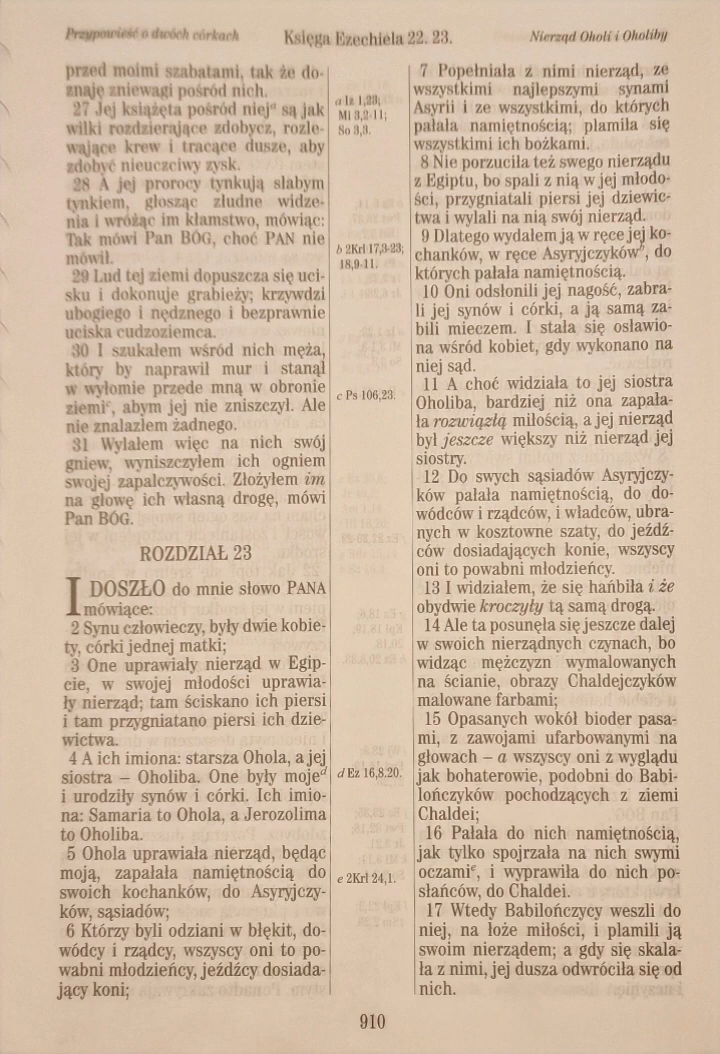 Przypowieść o dwóch córkach
Księga Ezechiela 22. 23.
Nierząd Oholi i Oholiby
przed moimi szabatami, tak że do-
znaję zniewagi pośród nich.
27 Jej książęta pośród niejᵃ są jak
wilki rozdzierające zdobycz, rozle-
wające krew i tracące dusze, aby
zdobyć nieuczciwy zysk.
28 A jej prorocy tynkują słabym
tynkiem, głosząc złudne widze-
nia i wróżąc im kłamstwo, mówiąc:
Tak mówi Pan BÓG, choć PAN nie
mówił.
29 Lud tej ziemi dopuszcza się uci-
sku i dokonuje grabieży; krzywdzi
ubogiego i nędznego i bezprawnie
uciska cudzoziemca.
30 I szukałem wśród nich męża,
który by naprawił mur i stanął
w wyłomie przede mną w obronie
ziemiᶜ, abym jej nie zniszczył. Ale
nie znalazłem żadnego.
31 Wylałem więc na nich swój
gniew, wyniszczyłem ich ogniem
swojej zapalczywości. Złożyłem im
na głowę ich własną drogę, mówi
Pan BÓG.
ROZDZIAŁ 23
I DOSZŁO do mnie słowo PANA
mówiące:
2 Synu człowieczy, były dwie kobie-
ty, córki jednej matki;
3 One uprawiały nierząd w Egip-
cie, w swojej młodości uprawia-
ły nierząd; tam ściskano ich piersi
i tam przygniatano piersi ich dzie-
wictwa.
4 A ich imiona: starsza Ohola, a jej
siostra – Oholiba. One były mojeᵈ
i urodziły synów i córki. Ich imio-
na: Samaria to Ohola, a Jerozolima
to Oholiba.
5 Ohola uprawiała nierząd, będąc
moją, zapałała namiętnością do
swoich kochanków, do Asyryjczy-
ków, sąsiadów;
6 Którzy byli odziani w błękit, do-
wódcy i rządcy, wszyscy oni to po-
wabni młodzieńcy, jeźdźcy dosiada-
jący koni;
a Iz 1,23;
Mi 3,2-11;
So 3,3.
b 2Krl 17,3-23;
18,9-11.
c Ps 106,23.
d Ez 16,8.20.
e 2Krl 24,1.
7 Popełniała z nimi nierząd, ze
wszystkimi najlepszymi synami
Asyrii i ze wszystkimi, do których
pałała namiętnością; plamiła się
wszystkimi ich bożkami.
8 Nie porzuciła też swego nierządu
z Egiptu, bo spali z nią w jej młodo-
ści, przygniatali piersi jej dziewic-
twa i wylali na nią swój nierząd.
9 Dlatego wydałem ją w ręce jej ko-
chanków, w ręce Asyryjczykówᵇ, do
których pałała namiętnością.
10 Oni odsłonili jej nagość, zabra-
li jej synów i córki, a ją samą za-
bili mieczem. I stała się osławio-
na wśród kobiet, gdy wykonano na
niej sąd.
11 A choć widziała to jej siostra
Oholiba, bardziej niż ona zapała-
ła rozwiązłą miłością, a jej nierząd
był jeszcze większy niż nierząd jej
siostry.
12 Do swych sąsiadów Asyryjczy-
ków pałała namiętnością, do do-
wódców i rządców, i władców, ubra-
nych w kosztowne szaty, do jeźdź-
ców dosiadających konie, wszyscy
oni to powabni młodzieńcy.
13 I widziałem, że się hańbiła i że
obydwie kroczyły tą samą drogą.
14 Ale ta posunęła się jeszcze dalej
w swoich nierządnych czynach, bo
widząc mężczyzn wymalowanych
na ścianie, obrazy Chaldejczyków
malowane farbami;
15 Opasanych wokół bioder pasa-
mi, z zawojami ufarbowanymi na
głowach – a wszyscy oni z wyglądu
jak bohaterowie, podobni do Babi-
lończyków pochodzących z ziemi
Chaldei;
16 Pałała do nich namiętnością,
jak tylko spojrzała na nich swymi
oczamiᵉ, i wyprawiła do nich po-
słańców, do Chaldei.
17 Wtedy Babilończycy weszli do
niej, na łoże miłości, i plamili ją
swoim nierządem; a gdy się skala-
ła z nimi, jej dusza odwróciła się od
nich.
910